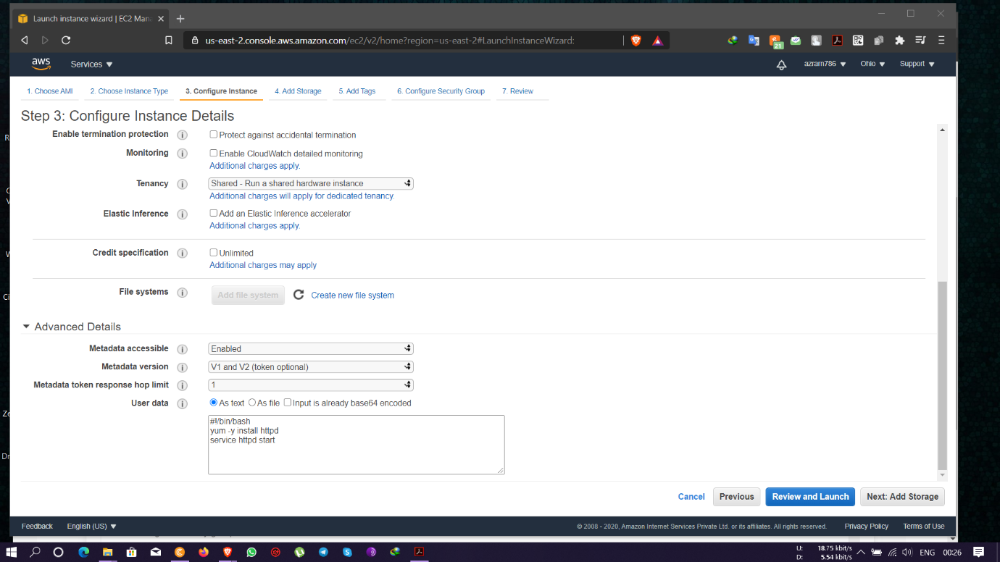 Launch instance wizard | EC2 Man
us-east-2.console.aws.amazon.com/ec2/v2/home?region=us-east-2#LaunchInstanceWizard:
21
aws Services azram786 Ohio Support
1. Choose AMI 2. Choose Instance Type 3. Configure Instance 4. Add Storage 5. Add Tags 6. Configure Security Group 7. Review
Step 3: Configure Instance Details
Enable termination protection Protect against accidental termination
Monitoring Enable CloudWatch detailed monitoring
Additional charges apply.
Tenancy Shared - Run a shared hardware instance
Additional charges will apply for dedicated tenancy.
Elastic Inference Add an Elastic Inference accelerator
Additional charges apply.
Credit specification Unlimited
Additional charges may apply
File systems Add file system Create new file system
Advanced Details
Metadata accessible Enabled
Metadata version V1 and V2 (token optional)
Metadata token response hop limit 1
User data As text As file Input is already base64 encoded
#!/bin/bash
yum -y install httpd
service httpd start
Cancel Previous Review and Launch Next: Add Storage
Feedback English (US) © 2008 - 2020, Amazon Internet Services Private Ltd. or its affiliates. All rights reserved. Privacy Policy Terms of Use
U: 18.75 kbit/s
D: 5.54 kbit/s
ENG 00:26